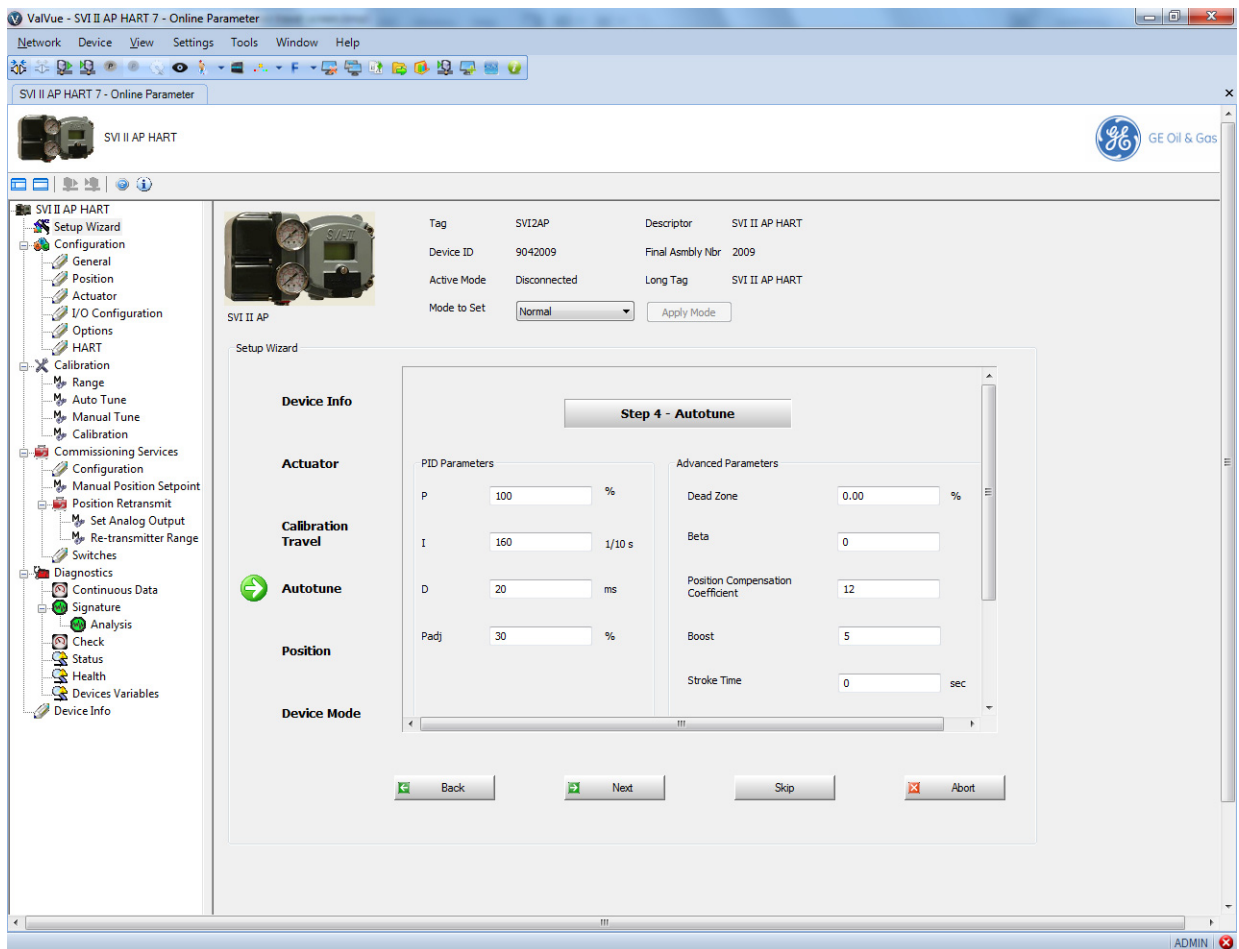 ValVue - SVI II AP HART 7 - Online Parameter
Network Device View Settings Tools Window Help
SVI II AP HART 7 - Online Parameter
SVI II AP HART
GE Oil & Gas
SVI II AP HART
Setup Wizard
Configuration
General
Position
Actuator
I/O Configuration
Options
HART
Calibration
Range
Auto Tune
Manual Tune
Calibration
Commissioning Services
Configuration
Manual Position Setpoint
Position Retransmit
Set Analog Output
Re-transmitter Range
Switches
Diagnostics
Continuous Data
Signature
Analysis
Check
Status
Health
Devices Variables
Device Info
SVI II AP
Tag SVI2AP Descriptor SVI II AP HART
Device ID 9042009 Final Asmbly Nbr 2009
Active Mode Disconnected Long Tag SVI II AP HART
Mode to Set Normal Apply Mode
Setup Wizard
Device Info
Actuator
Calibration
Travel
Autotune
Position
Device Mode
Step 4 - Autotune
PID Parameters
P 100 %
I 160 1/10 s
D 20 ms
Padj 30 %
Advanced Parameters
Dead Zone 0.00 %
Beta 0
Position Compensation
Coefficient 12
Boost 5
Stroke Time 0 sec
Back Next Skip Abort
ADMIN